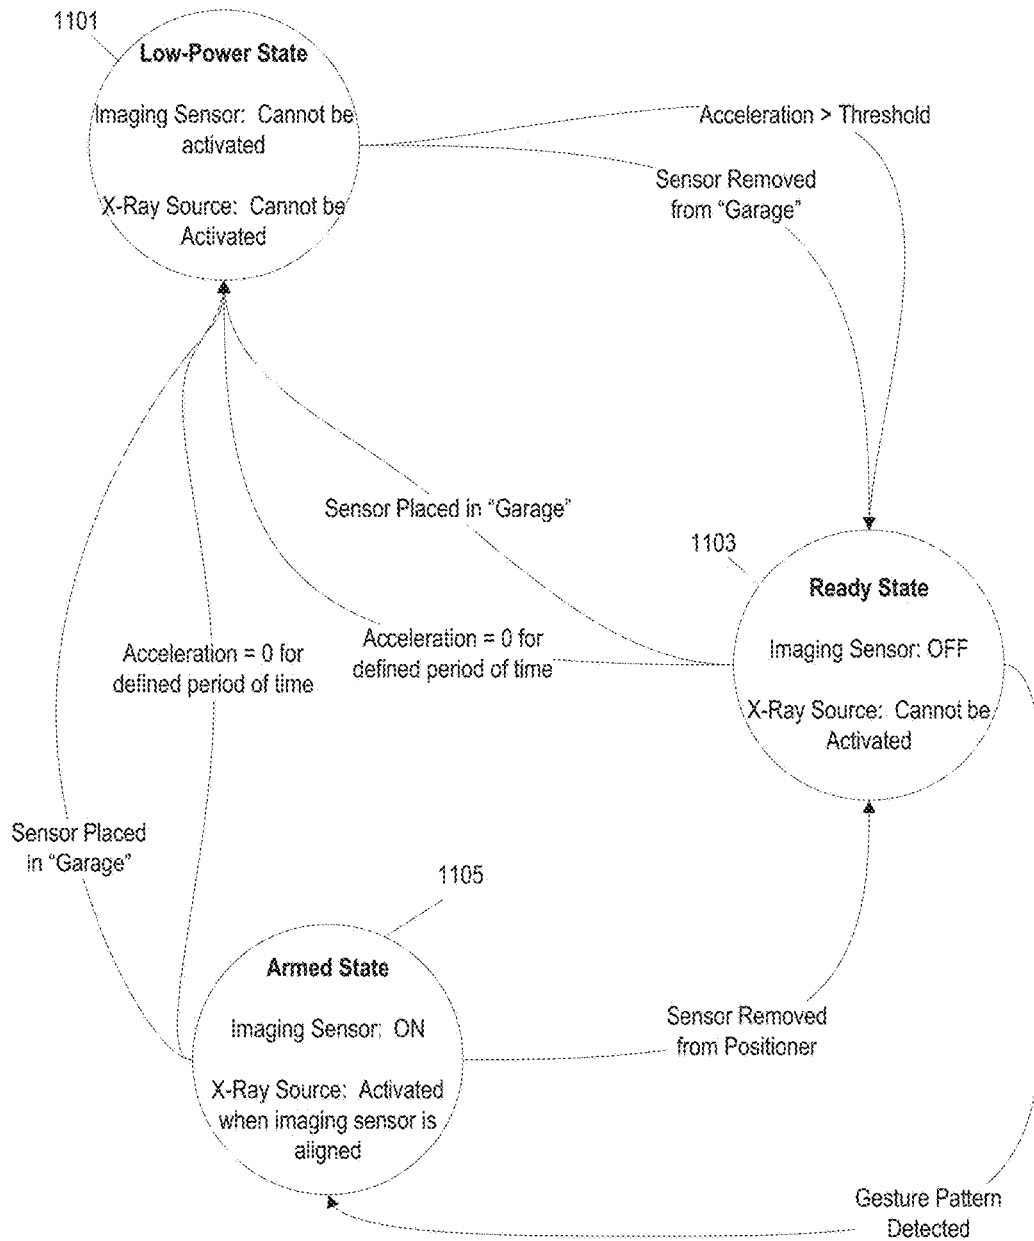 1101
Low-Power State
Imaging Sensor: Cannot be
activated
X-Ray Source: Cannot be
Activated
Acceleration > Threshold
Sensor Removed
from "Garage"
Sensor Placed in "Garage"
1103
Ready State
Imaging Sensor: OFF
X-Ray Source: Cannot be
Activated
Acceleration = 0 for
defined period of time
Acceleration = 0 for
defined period of time
Sensor Placed
in "Garage"
1105
Armed State
Imaging Sensor: ON
X-Ray Source: Activated
when imaging sensor is
aligned
Sensor Removed
from Positioner
Gesture Pattern
Detected